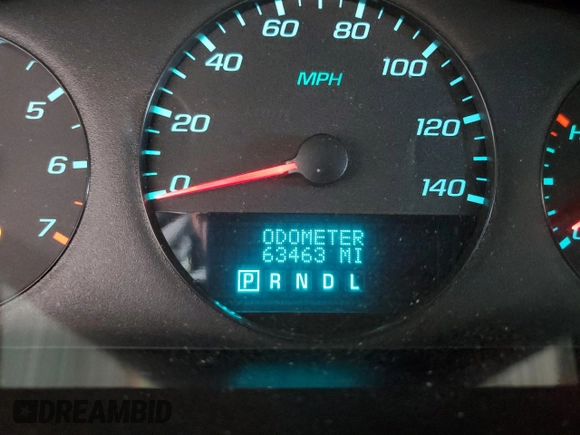 60 80
40 100
MPH
5
20 120
6
0 140
7
H
ODOMETER
63463 MI
P R N D L
DREAMBID